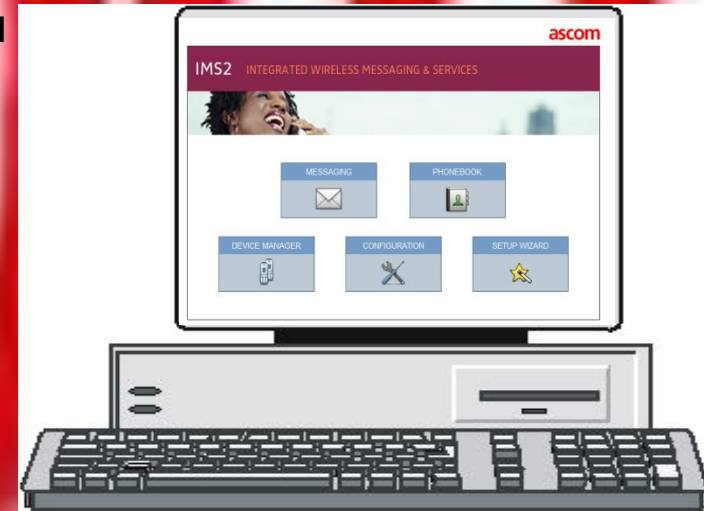 ascom
IMS2 INTEGRATED WIRELESS MESSAGING & SERVICES
MESSAGING PHONEBOOK
DEVICE MANAGER CONFIGURATION SETUP WIZARD